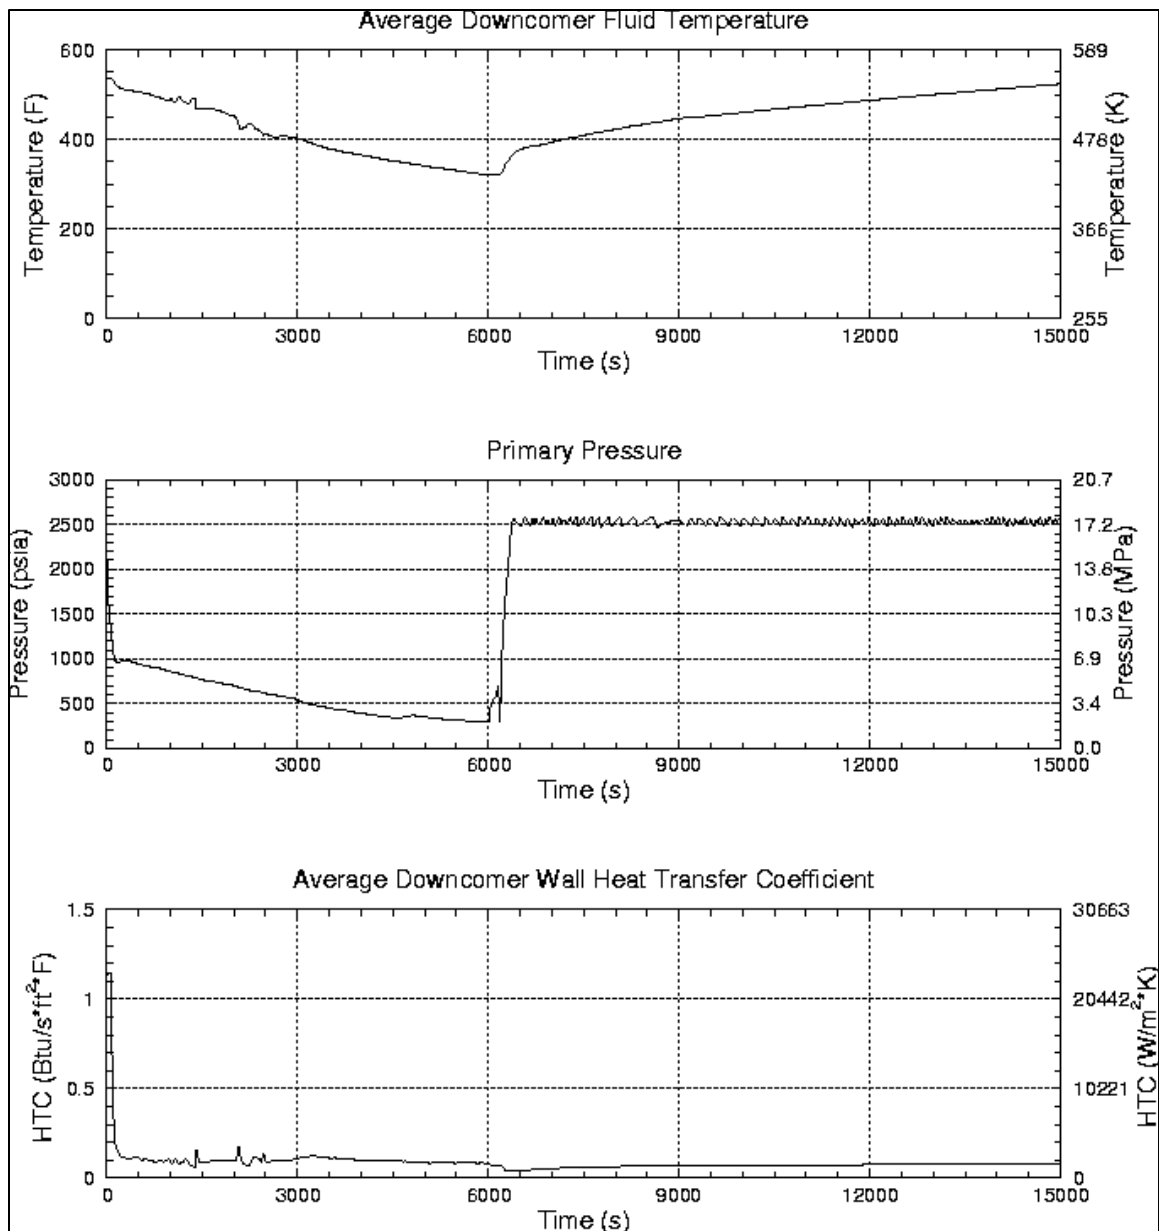 Average Downcomer Fluid Temperature
600 589
400 478
200 366
0 255
Temperature (F)
Temperature (K)
0 3000 6000 9000 12000 15000
Time (s)
Primary Pressure
3000 20.7
2500 17.2
2000 13.8
1500 10.3
1000 6.9
500 3.4
0 0.0
Pressure (psia)
Pressure (MPa)
0 3000 6000 9000 12000 15000
Time (s)
Average Downcomer Wall Heat Transfer Coefficient
1.5 30663
1 20442
0.5 10221
0 0
HTC (Btu/s*ft²*F)
HTC (W/m²*K)
0 3000 6000 9000 12000 15000
Time (s)